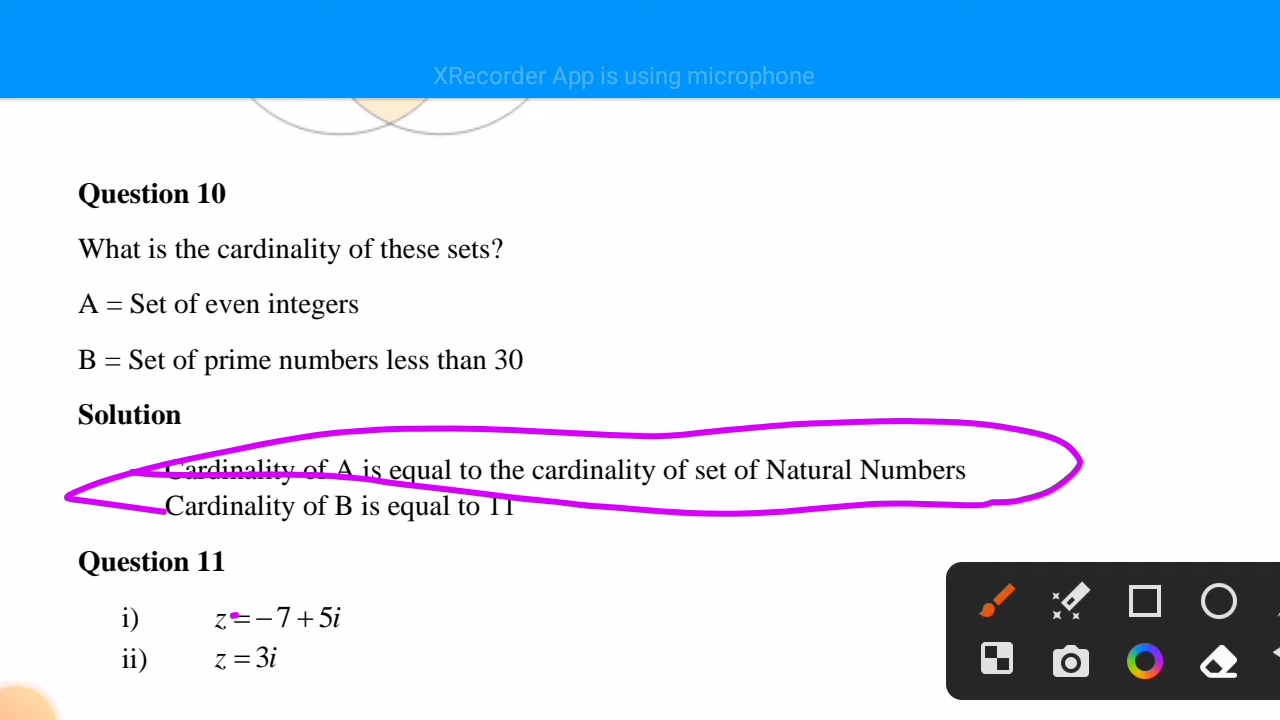 XRecorder App is using microphone
Question 10
What is the cardinality of these sets?
A = Set of even integers
B = Set of prime numbers less than 30
Solution
Cardinality of A is equal to the cardinality of set of Natural Numbers
Cardinality of B is equal to 11
Question 11
i) z = −7 + 5i
ii) z = 3i